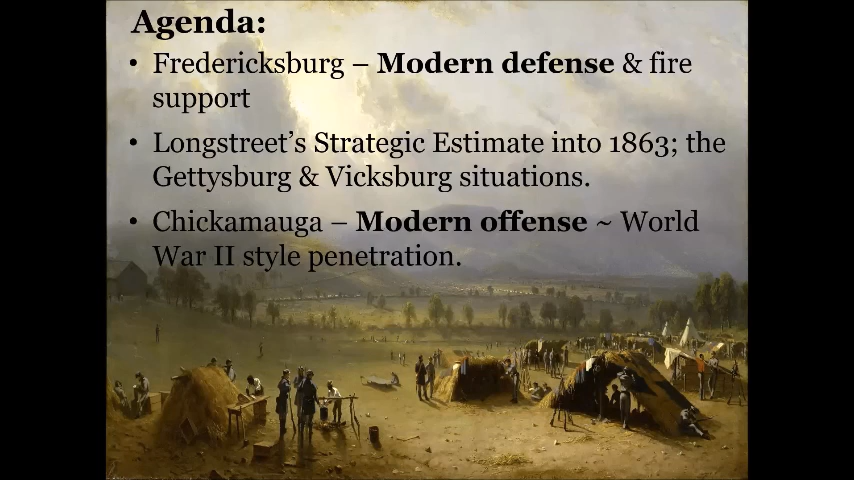 Agenda:
• Fredericksburg – Modern defense & fire
support
• Longstreet’s Strategic Estimate into 1863; the
Gettysburg & Vicksburg situations.
• Chickamauga – Modern offense ~ World
War II style penetration.